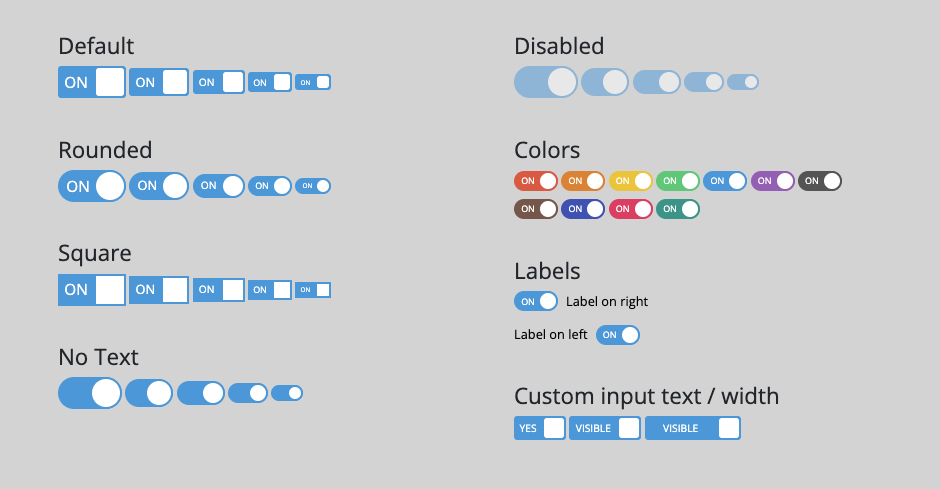 Default
ON ON ON ON ON
Rounded
ON ON ON ON ON
Square
ON ON ON ON ON
No Text
Disabled
Colors
ON ON ON ON ON ON ON
ON ON ON ON
Labels
ON Label on right
Label on left ON
Custom input text / width
YES VISIBLE VISIBLE